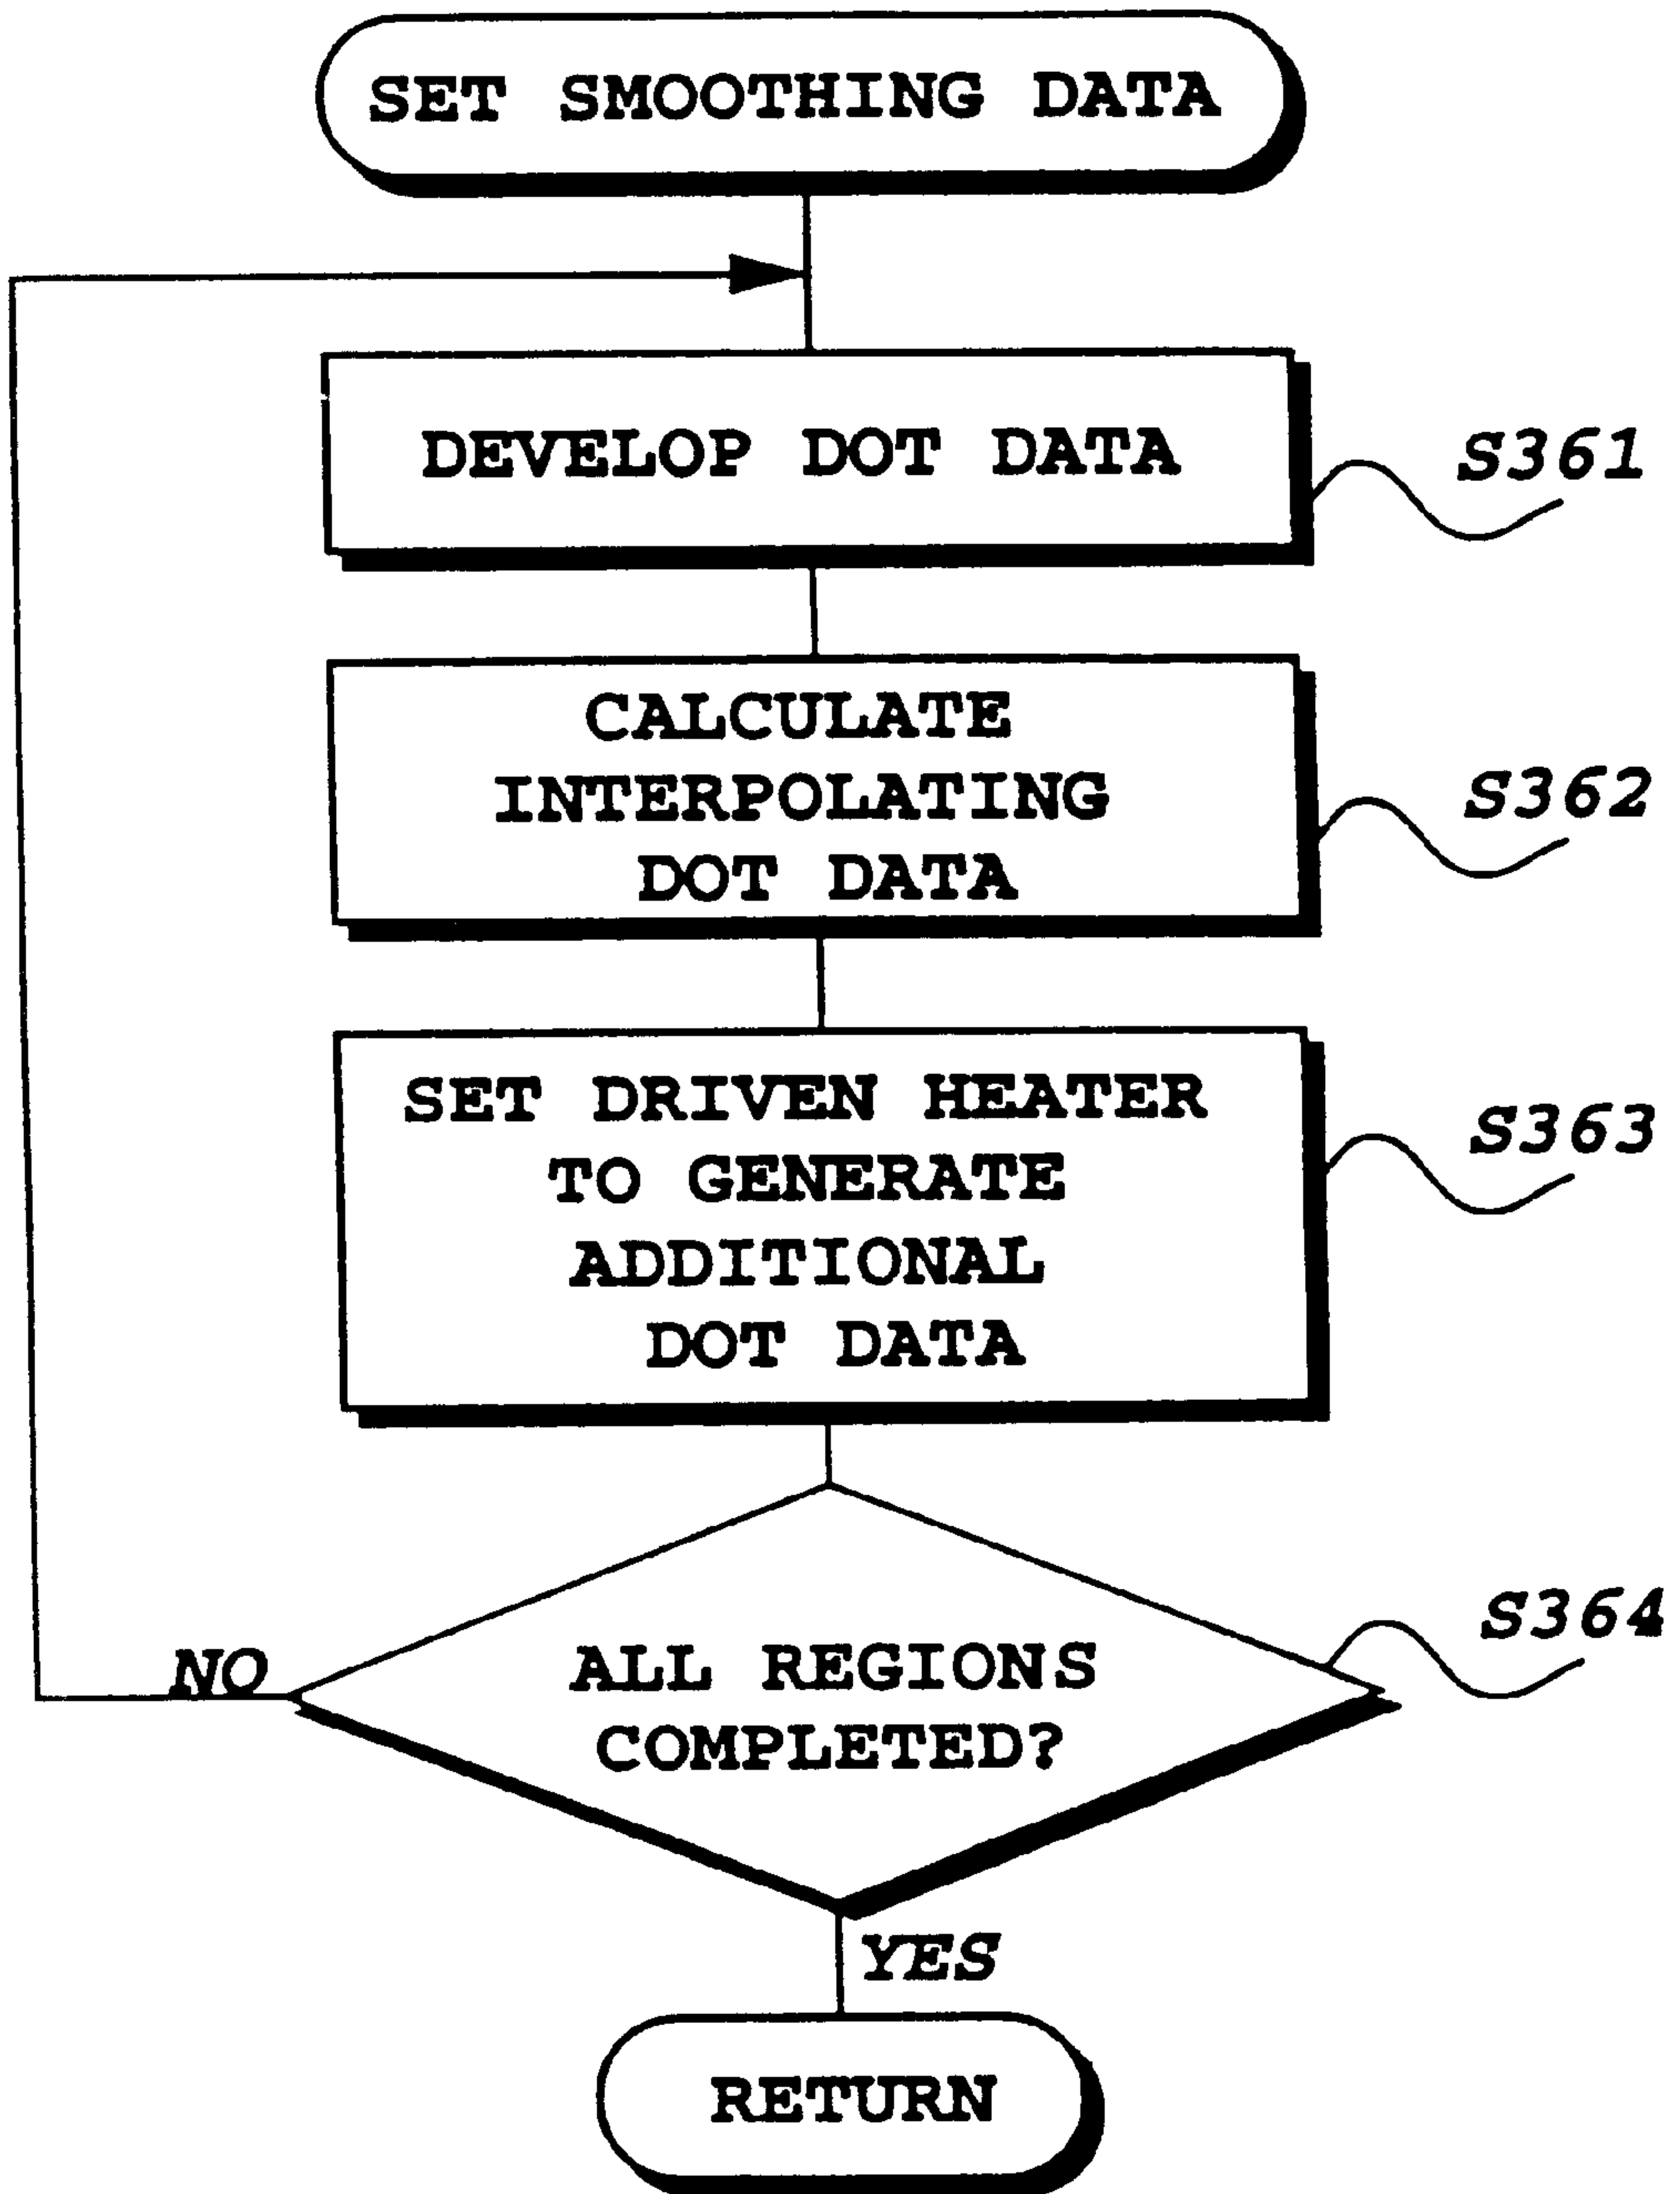 SET SMOOTHING DATA
DEVELOP DOT DATA
S361
CALCULATE
INTERPOLATING
DOT DATA
S362
SET DRIVEN HEATER
TO GENERATE
ADDITIONAL
DOT DATA
S363
ALL REGIONS
COMPLETED?
S364
NO
YES
RETURN